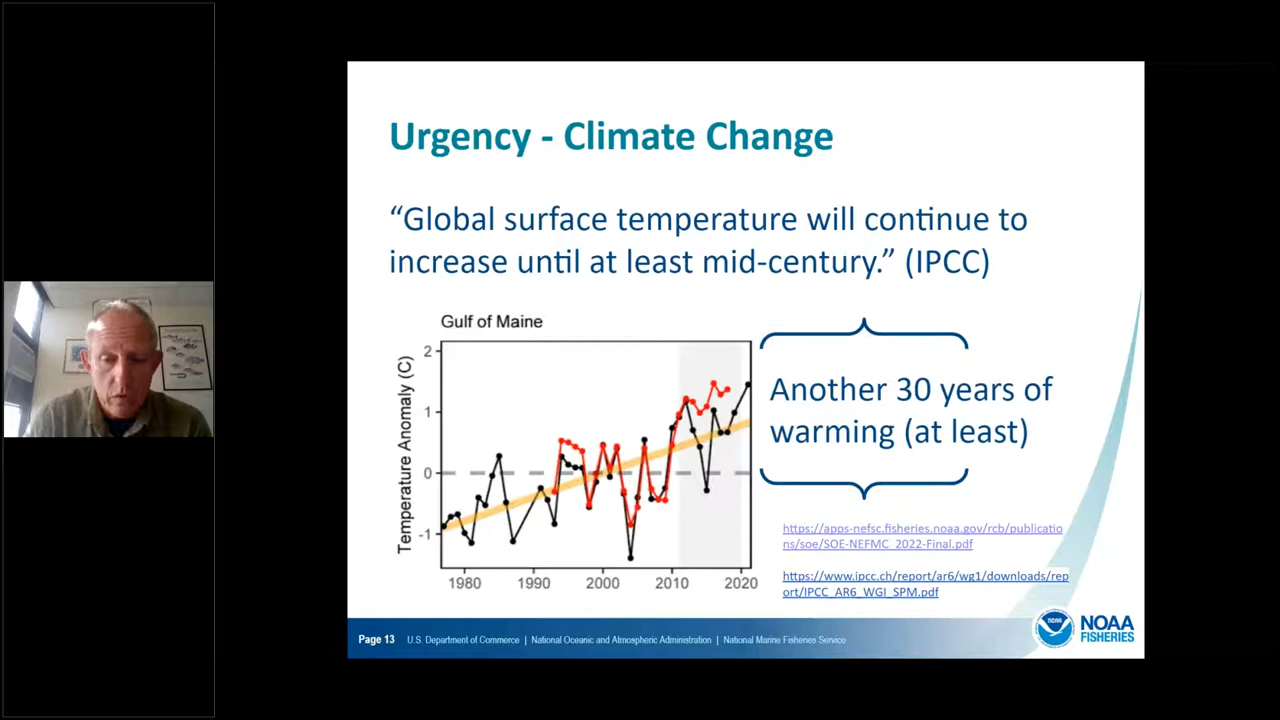 Urgency - Climate Change
“Global surface temperature will continue to
increase until at least mid-century.” (IPCC)
Gulf of Maine
Temperature Anomaly (C)
2
1
0
-1
1980 1990 2000 2010 2020
Another 30 years of
warming (at least)
https://apps-nefsc.fisheries.noaa.gov/rcb/publicatio
ns/soe/SOE-NEFMC_2022-Final.pdf
https://www.ipcc.ch/report/ar6/wg1/downloads/rep
ort/IPCC_AR6_WGI_SPM.pdf
Page 13 U.S. Department of Commerce | National Oceanic and Atmospheric Administration | National Marine Fisheries Service
NOAA
NOAA
FISHERIES